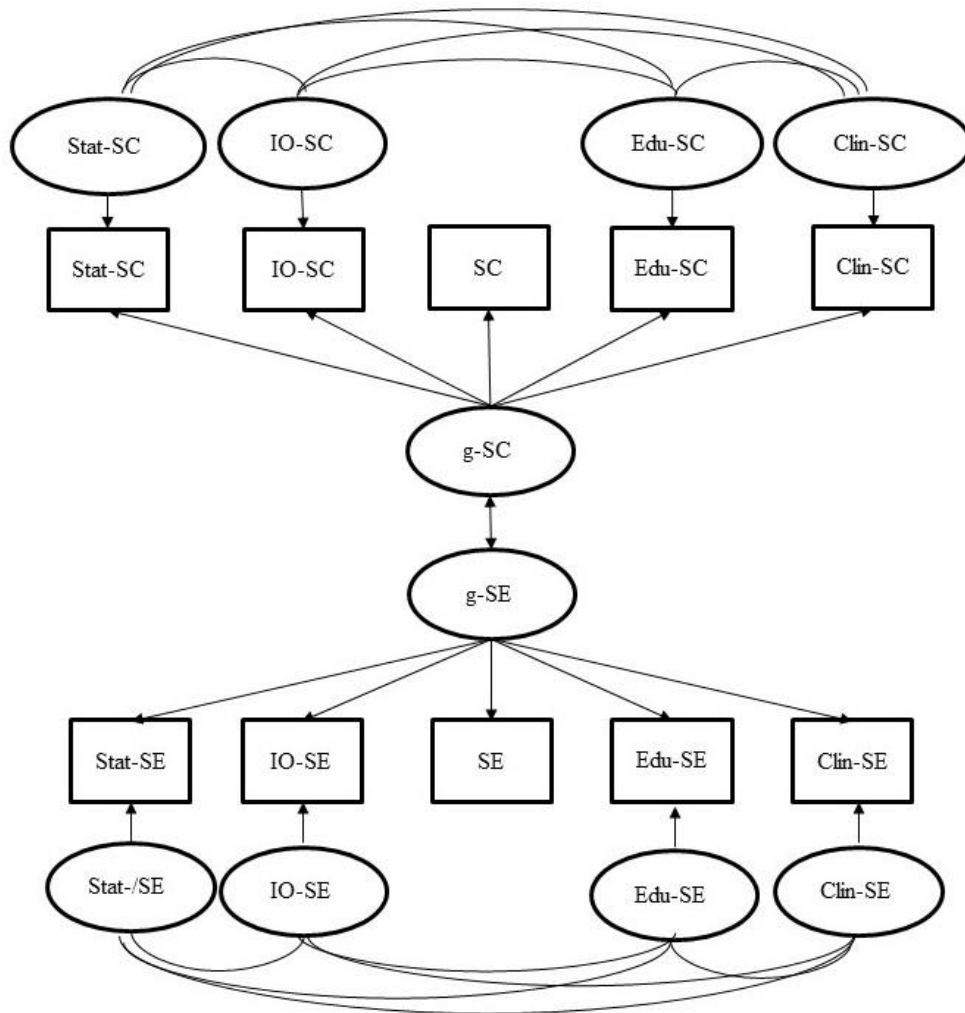 Stat-SC
IO-SC
Edu-SC
Clin-SC
Stat-SC
IO-SC
SC
Edu-SC
Clin-SC
g-SC
g-SE
Stat-SE
IO-SE
SE
Edu-SE
Clin-SE
Stat-/SE
IO-SE
Edu-SE
Clin-SE